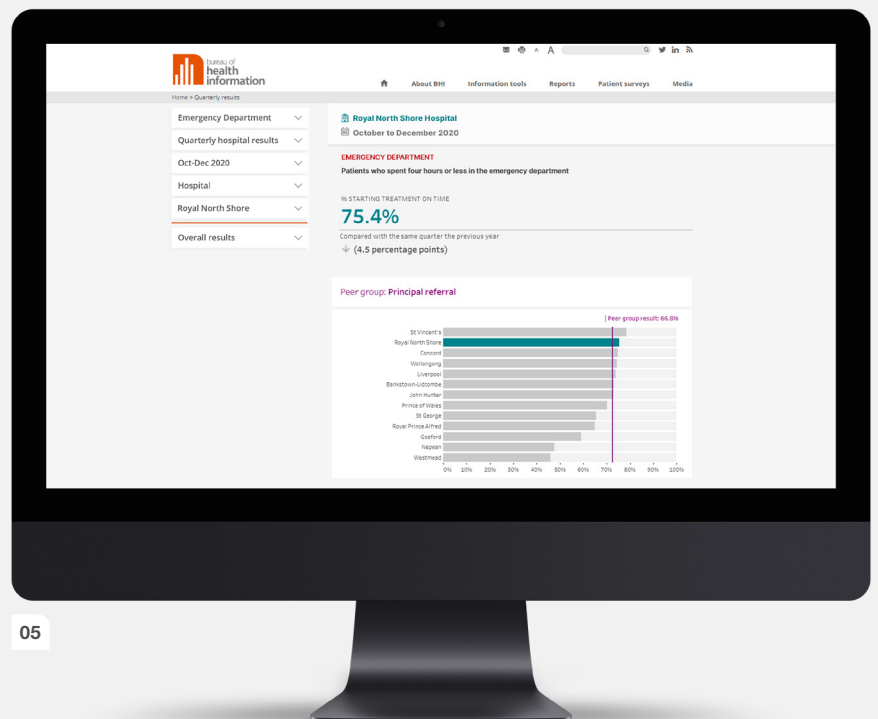 A A
bureau of
health
information
About BHI Information tools Reports Patient surveys Media
Home > Quarterly results
Emergency Department
Quarterly hospital results
Oct-Dec 2020
Hospital
Royal North Shore
Overall results
Royal North Shore Hospital
October to December 2020
EMERGENCY DEPARTMENT
Patients who spent four hours or less in the emergency department
% STARTING TREATMENT ON TIME
75.4%
Compared with the same quarter the previous year
(4.5 percentage points)
Peer group: Principal referral
Peer group result: 66.8%
St Vincent's
Royal North Shore
Concord
Wollongong
Liverpool
Bankstown-Lidcombe
John Hunter
Prince of Wales
St George
Royal Prince Alfred
Gosford
Nepean
Westmead
0% 10% 20% 30% 40% 50% 60% 70% 80% 90% 100%
05